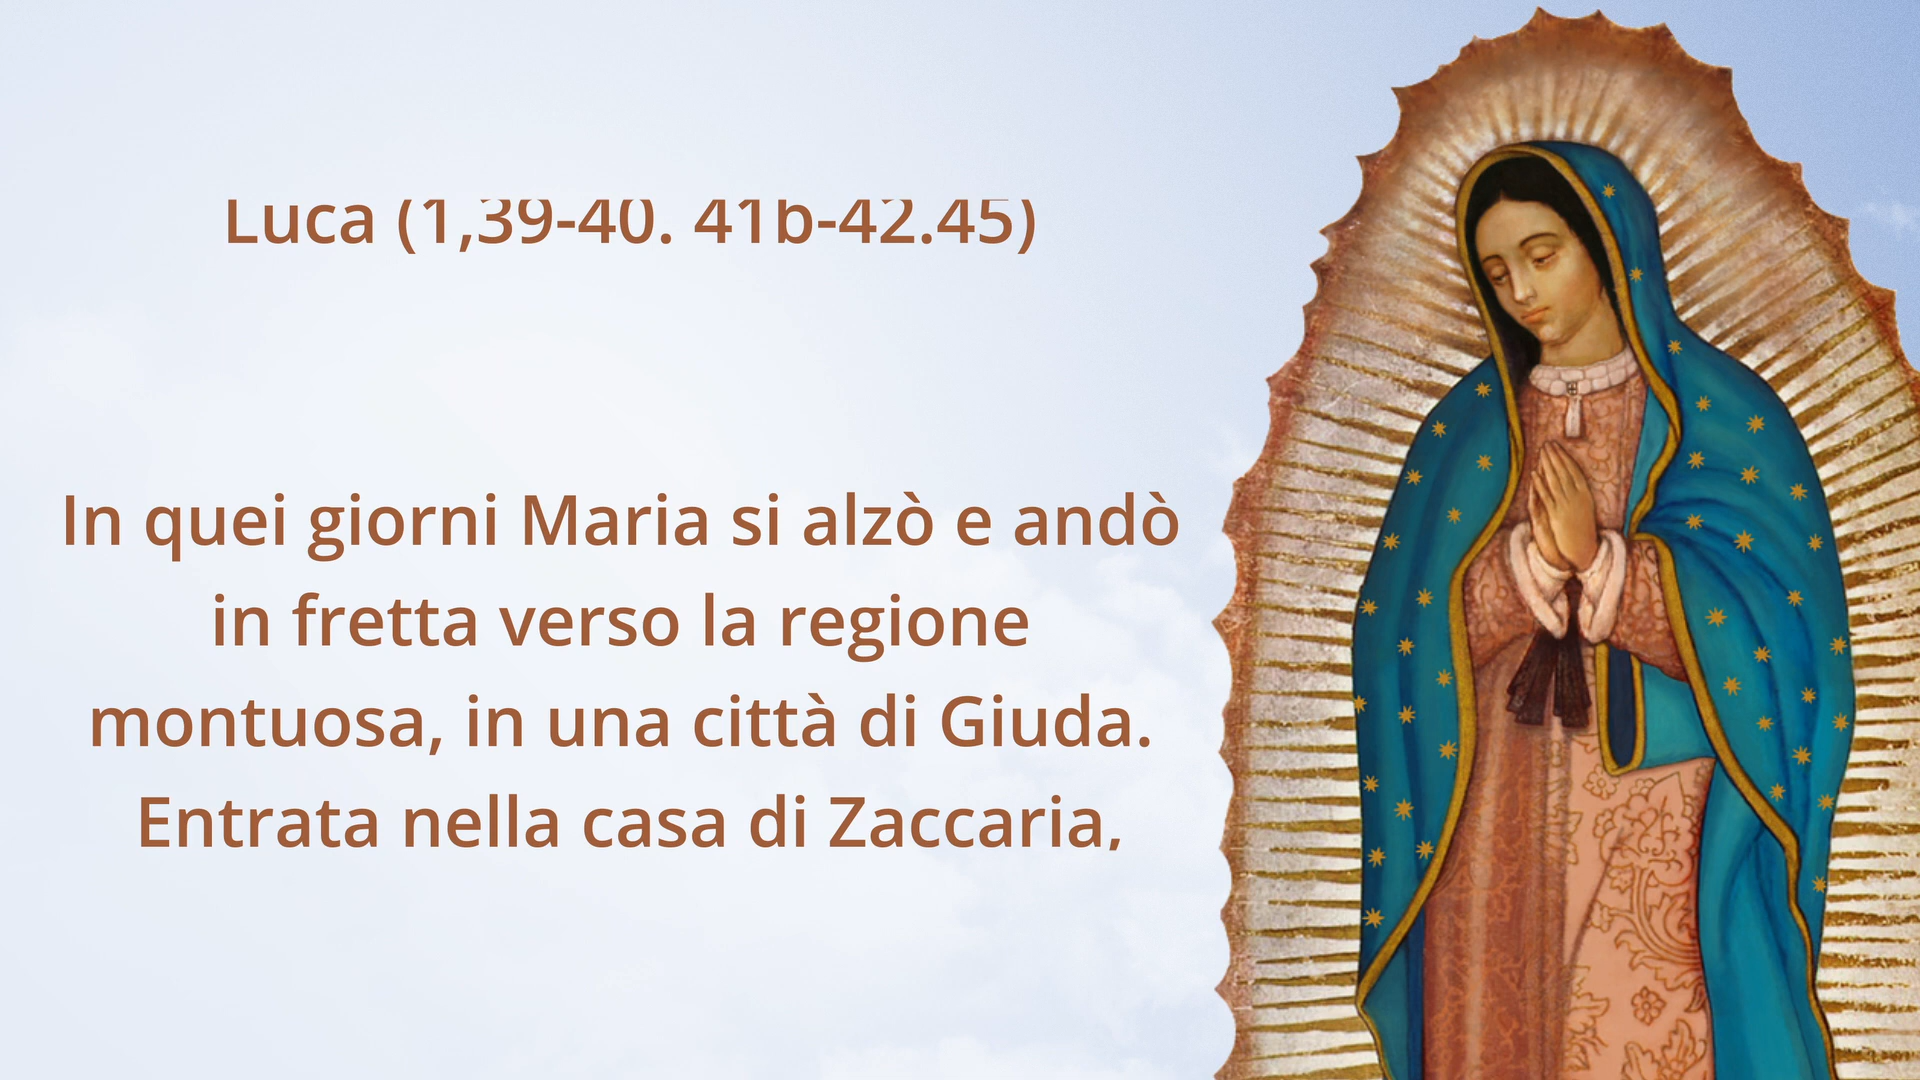 Luca (1,39-40. 41b-42.45)
In quei giorni Maria si alzò e andò
in fretta verso la regione
montuosa, in una città di Giuda.
Entrata nella casa di Zaccaria,